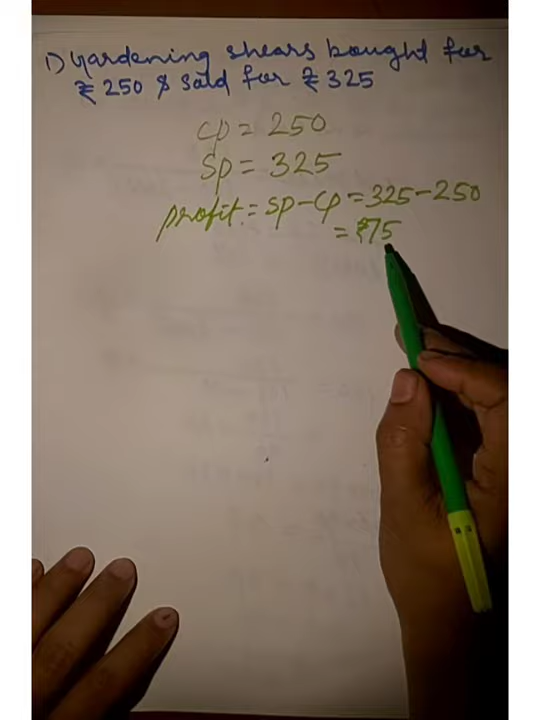 1) Gardening shears bought for
₹ 250 & sold for ₹ 325
CP = 250
SP = 325
profit = SP - CP = 325 - 250
= ₹75